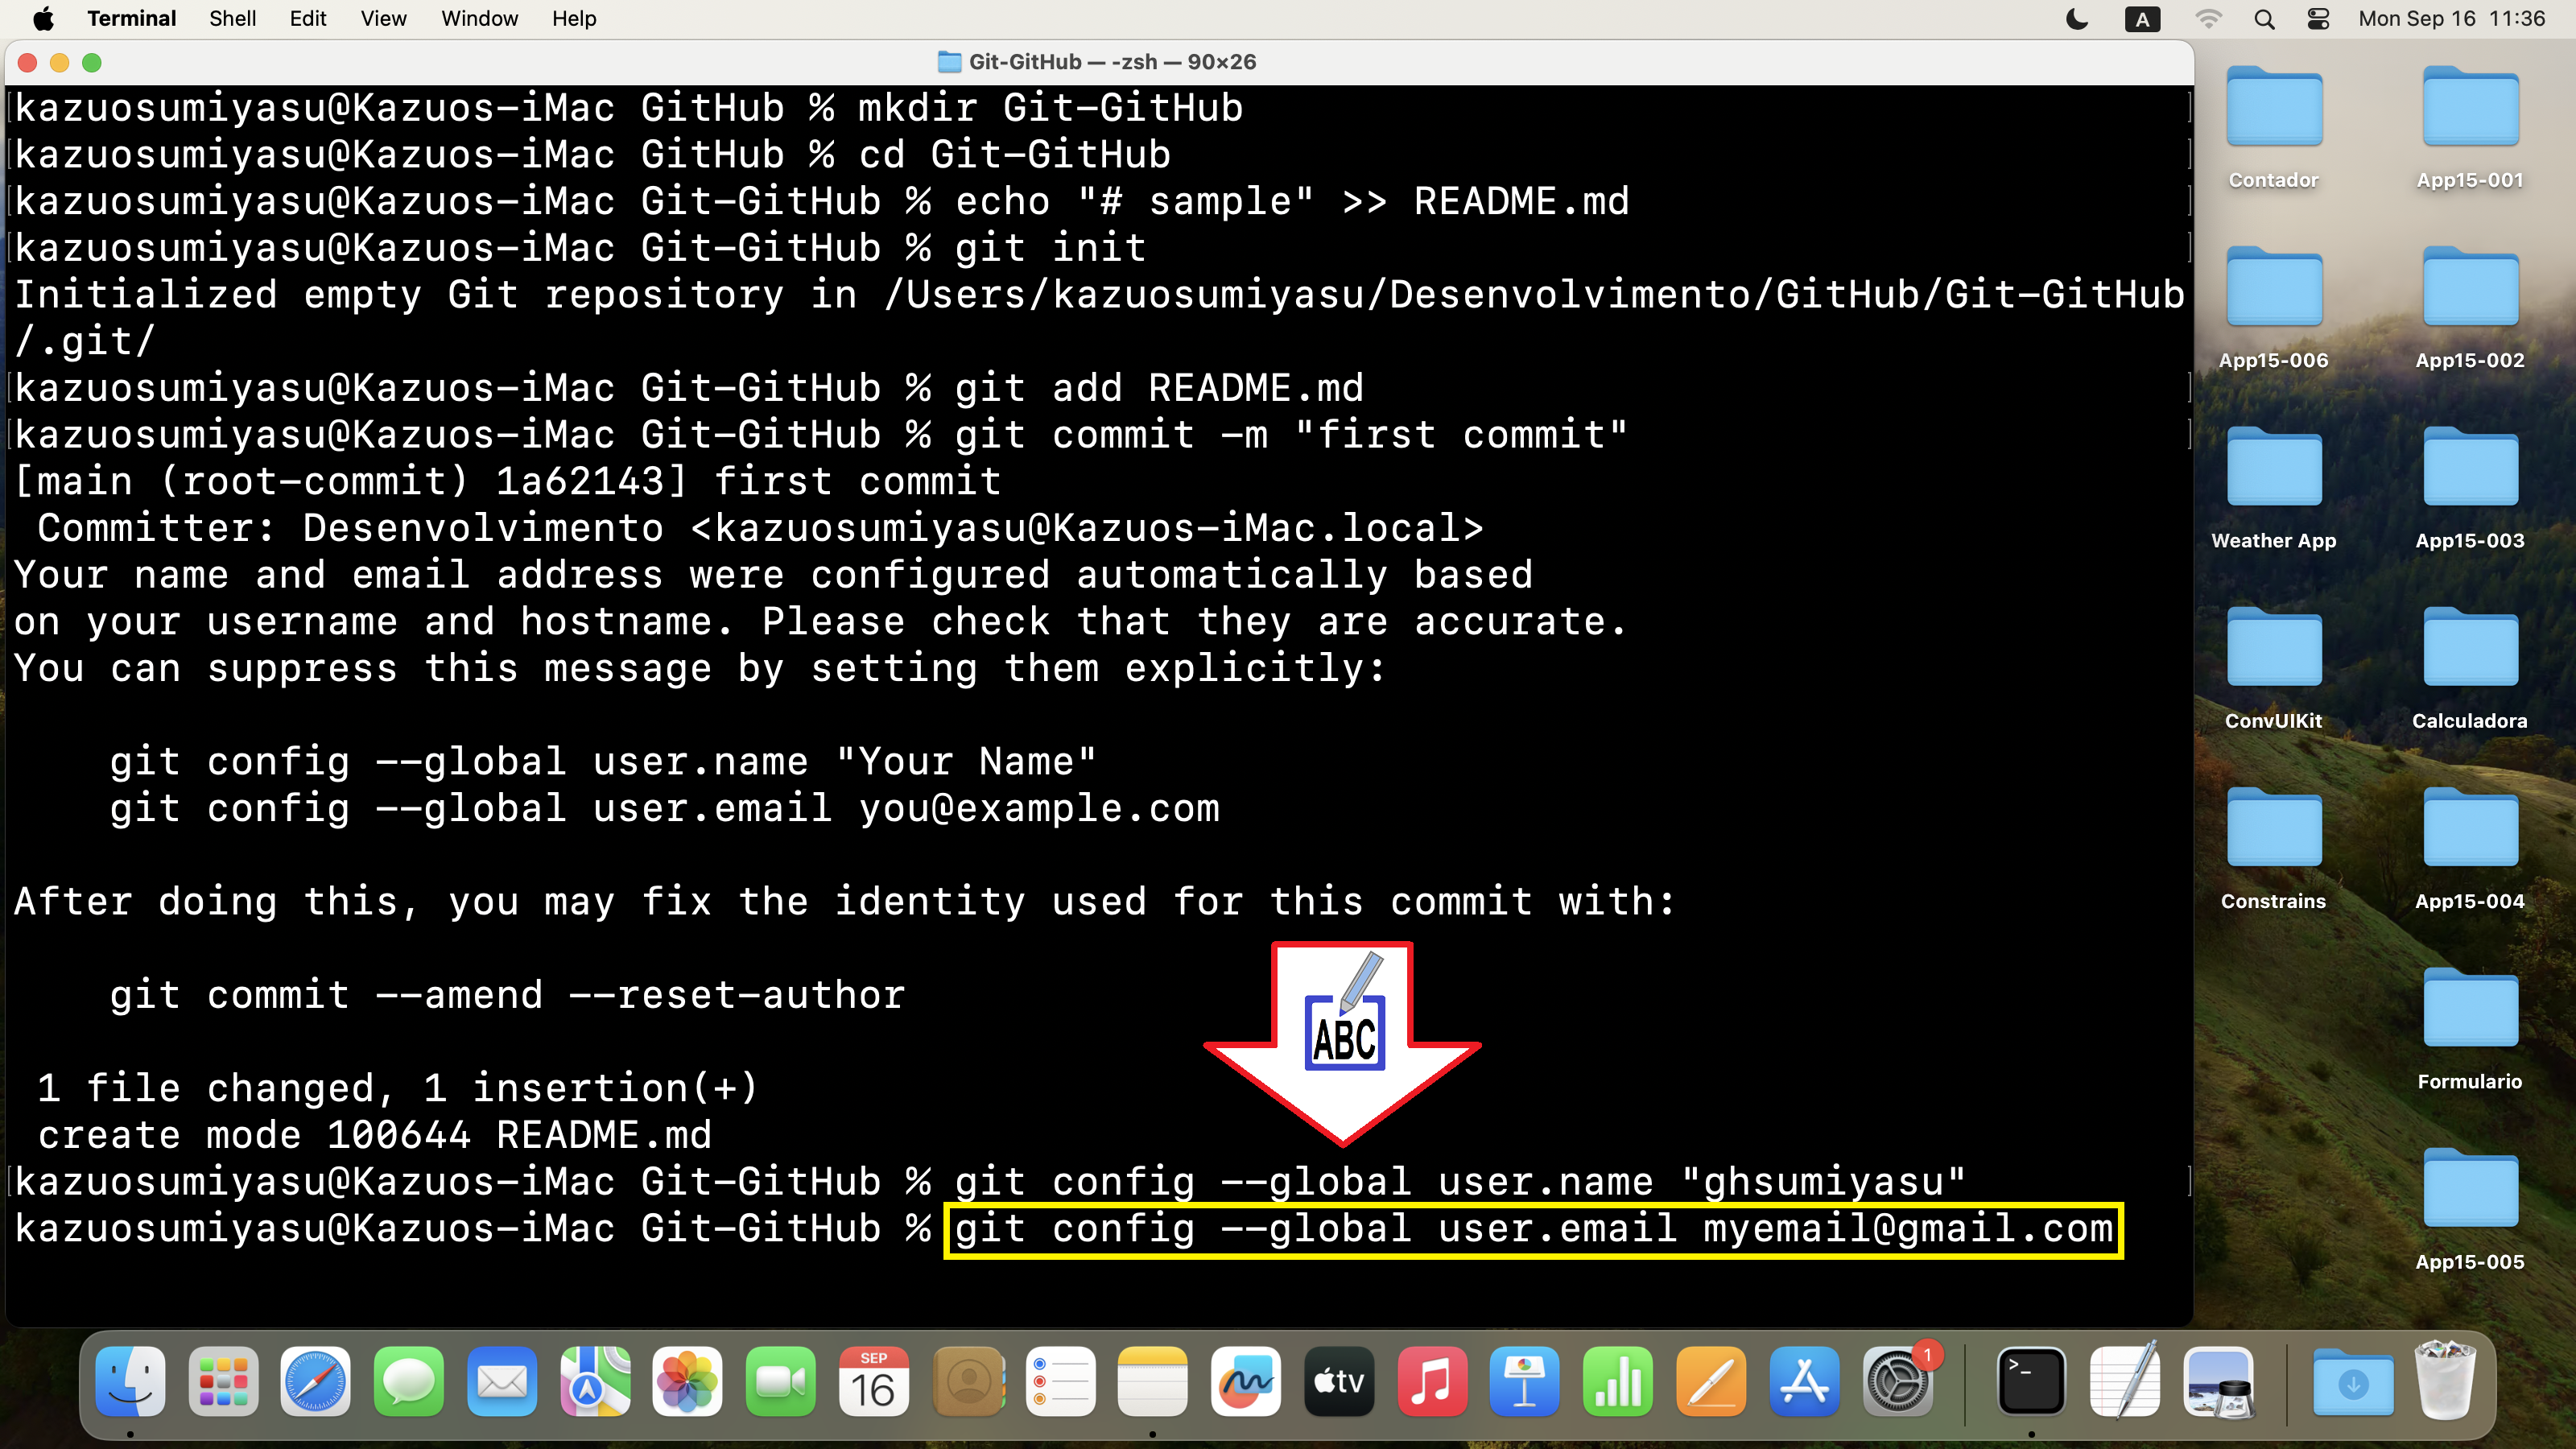 Terminal Shell Edit View Window Help A Mon Sep 16 11:36
Git-GitHub — -zsh — 90×26
kazuosumiyasu@Kazuos-iMac GitHub % mkdir Git-GitHub
kazuosumiyasu@Kazuos-iMac GitHub % cd Git-GitHub
kazuosumiyasu@Kazuos-iMac Git-GitHub % echo "# sample" >> README.md
kazuosumiyasu@Kazuos-iMac Git-GitHub % git init
Initialized empty Git repository in /Users/kazuosumiyasu/Desenvolvimento/GitHub/Git-GitHub
/.git/
kazuosumiyasu@Kazuos-iMac Git-GitHub % git add README.md
kazuosumiyasu@Kazuos-iMac Git-GitHub % git commit -m "first commit"
[main (root-commit) 1a62143] first commit
Committer: Desenvolvimento <kazuosumiyasu@Kazuos-iMac.local>
Your name and email address were configured automatically based
on your username and hostname. Please check that they are accurate.
You can suppress this message by setting them explicitly:
git config --global user.name "Your Name"
git config --global user.email you@example.com
After doing this, you may fix the identity used for this commit with:
git commit --amend --reset-author
ABC
1 file changed, 1 insertion(+)
create mode 100644 README.md
kazuosumiyasu@Kazuos-iMac Git-GitHub % git config --global user.name "ghsumiyasu"
kazuosumiyasu@Kazuos-iMac Git-GitHub % git config --global user.email myemail@gmail.com
Contador App15-001
App15-006 App15-002
Weather App App15-003
ConvUIKit Calculadora
Constrains App15-004
Formulario
App15-005
SEP
16
tv
1
>_